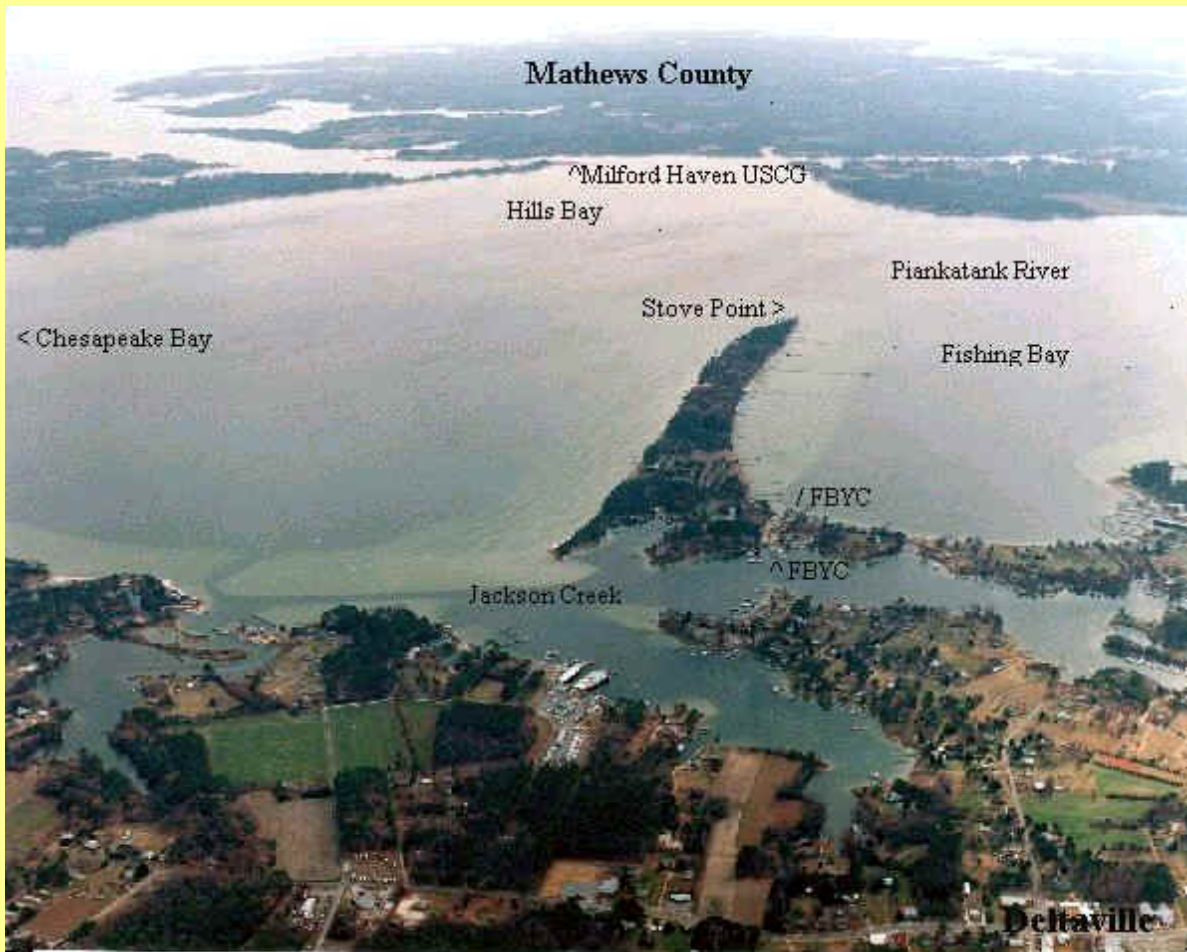 Mathews County
^Milford Haven USCG
Hills Bay
Piankatank River
Stove Point >
< Chesapeake Bay
Fishing Bay
/ FBYC
^ FBYC
Jackson Creek
Deltaville